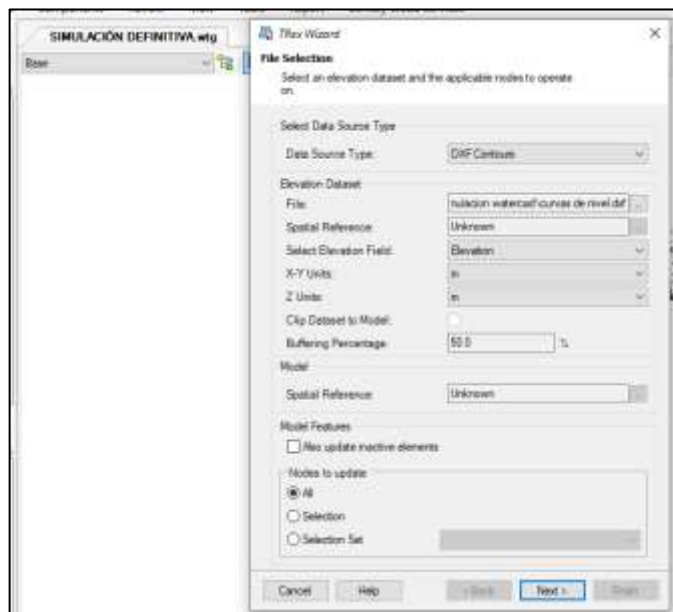 SIMULACIÓN DEFINITIVA.wtg
Base
TRex Wizard
File Selection
Select an elevation dataset and the applicable nodes to operate
on.
Select Data Source Type
Data Source Type:
DXF Contours
Elevation Dataset
File:
nulacion watercad\curvas de nivel.dxf
...
Spatial Reference:
Unknown
Select Elevation Field:
Elevation
X-Y Units:
m
Z Units:
m
Clip Dataset to Model:
Buffering Percentage:
50.0
%
Model
Spatial Reference:
Unknown
Model Features
Also update inactive elements
Nodes to update
All
Selection
Selection Set
Cancel
Help
< Back
Next >
Finish